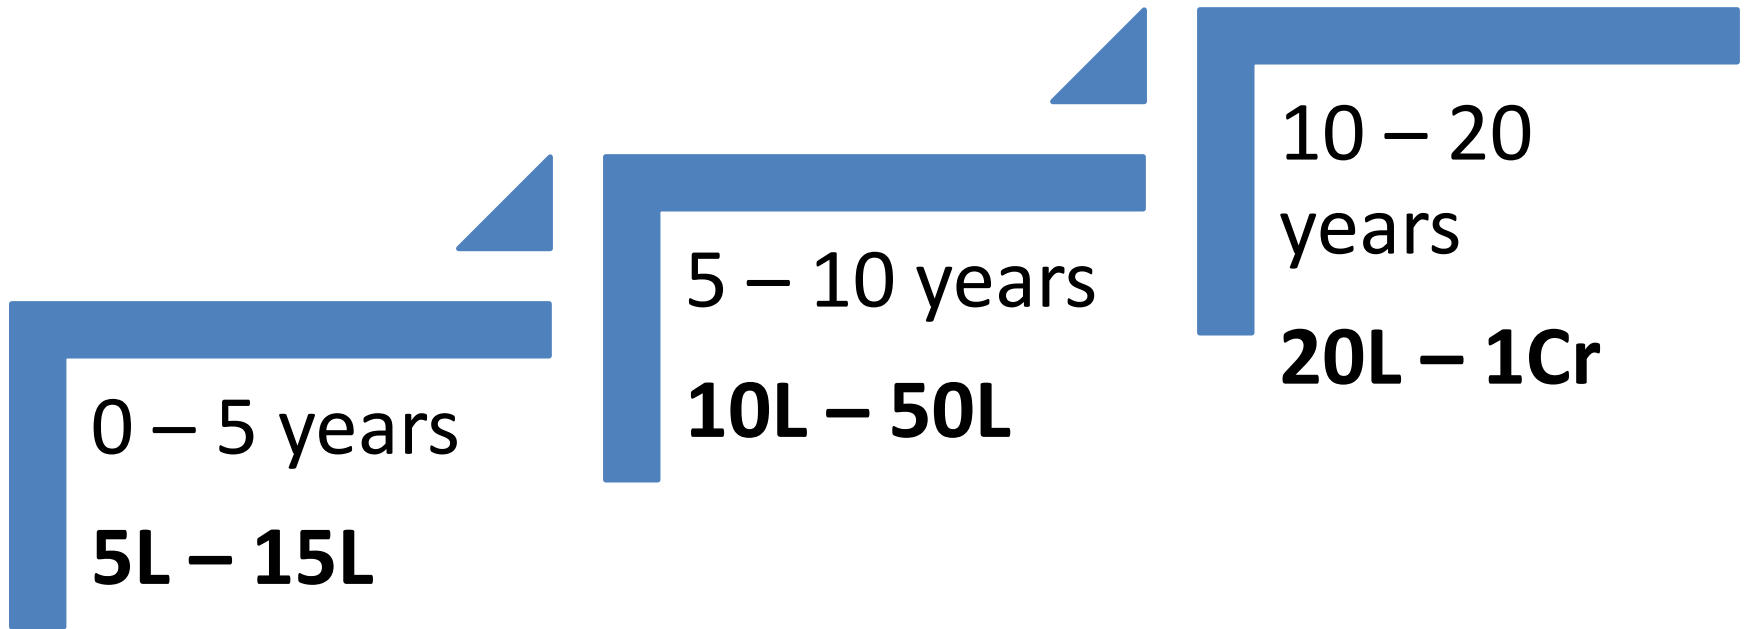 0 – 5 years
5L – 15L
5 – 10 years
10L – 50L
10 – 20
years
20L – 1Cr